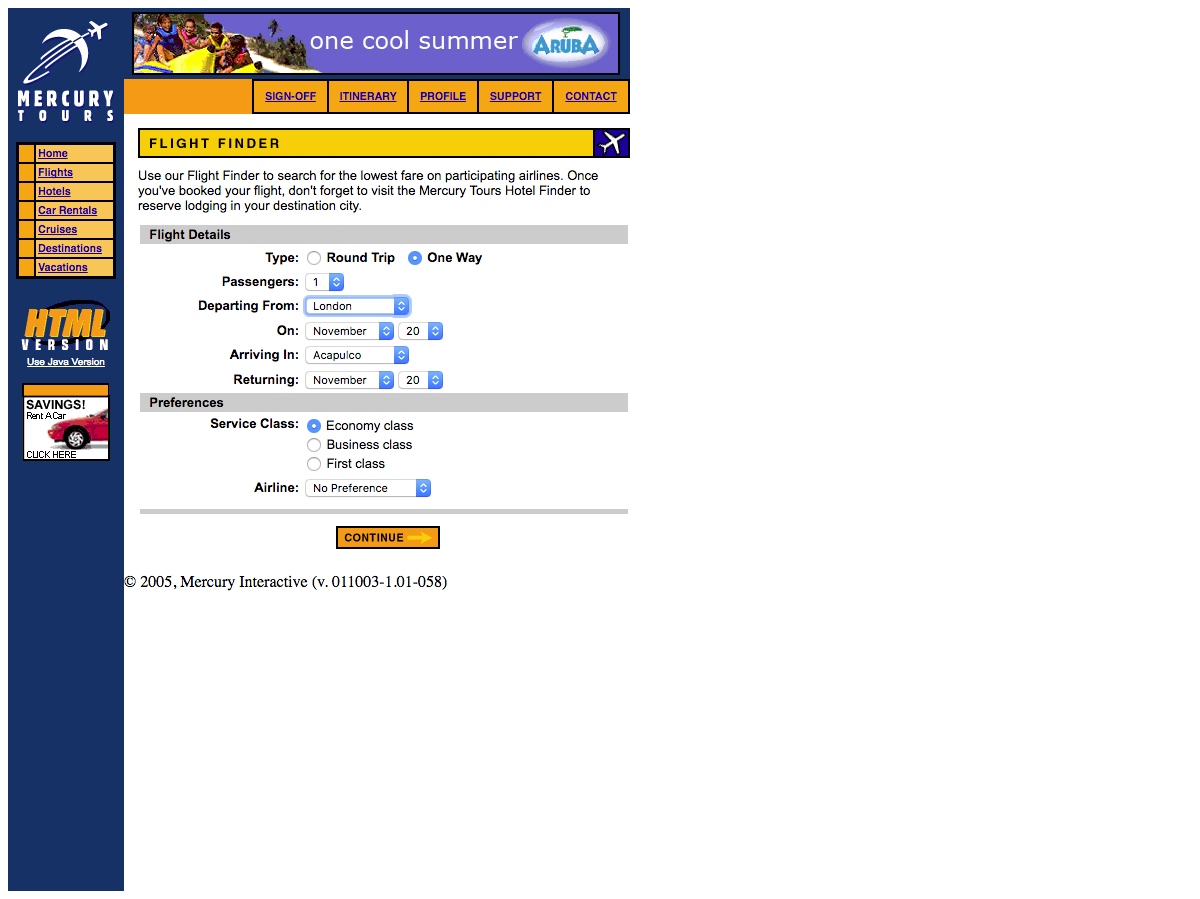 MERCURY
TOURS
one cool summer
ARUBA
SIGN-OFF
ITINERARY
PROFILE
SUPPORT
CONTACT
Home
Flights
Hotels
Car Rentals
Cruises
Destinations
Vacations
HTML
VERSION
Use Java Version
SAVINGS!
Rent A Car
CLICK HERE
FLIGHT FINDER
Use our Flight Finder to search for the lowest fare on participating airlines. Once
you've booked your flight, don't forget to visit the Mercury Tours Hotel Finder to
reserve lodging in your destination city.
Flight Details
Type: Round Trip One Way
Passengers: 1
Departing From: London
On: November 20
Arriving In: Acapulco
Returning: November 20
Preferences
Service Class: Economy class
Business class
First class
Airline: No Preference
CONTINUE
© 2005, Mercury Interactive (v. 011003-1.01-058)